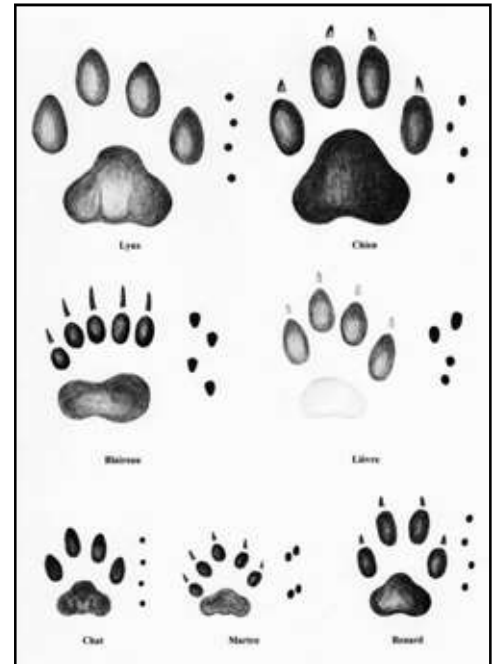 Lynx
Chien
Blaireau
Lièvre
Chat
Martre
Renard